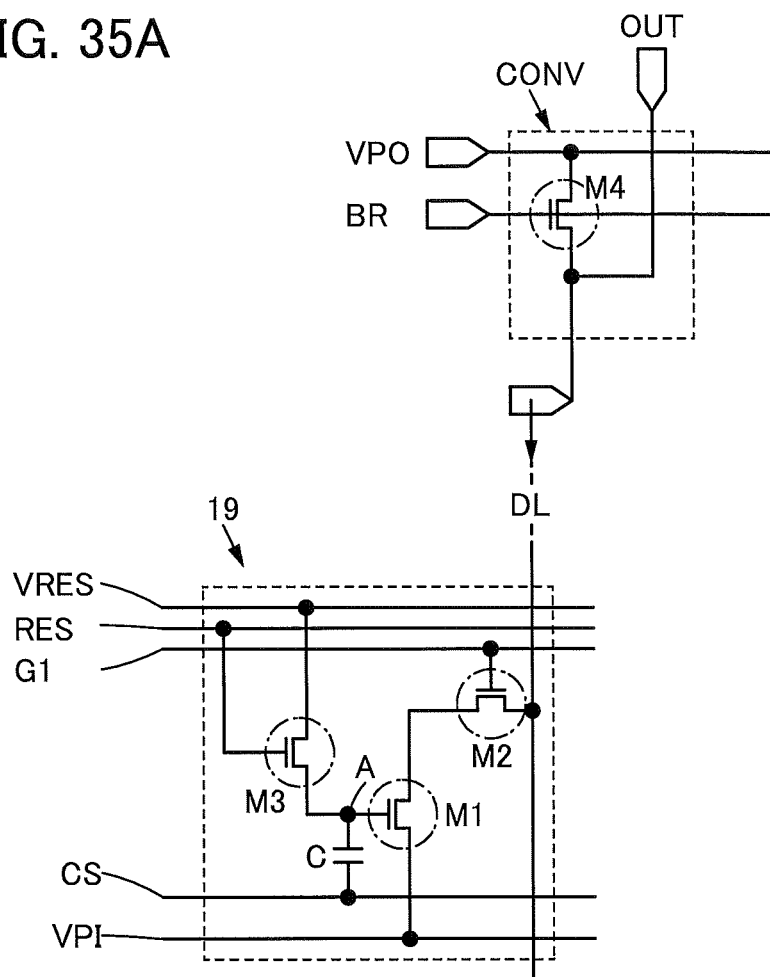 IG. 35A
OUT
CONV
VPO
M4
BR
DL
19
VRES
RES
G1
M2
M3
A
M1
C
CS
VPI